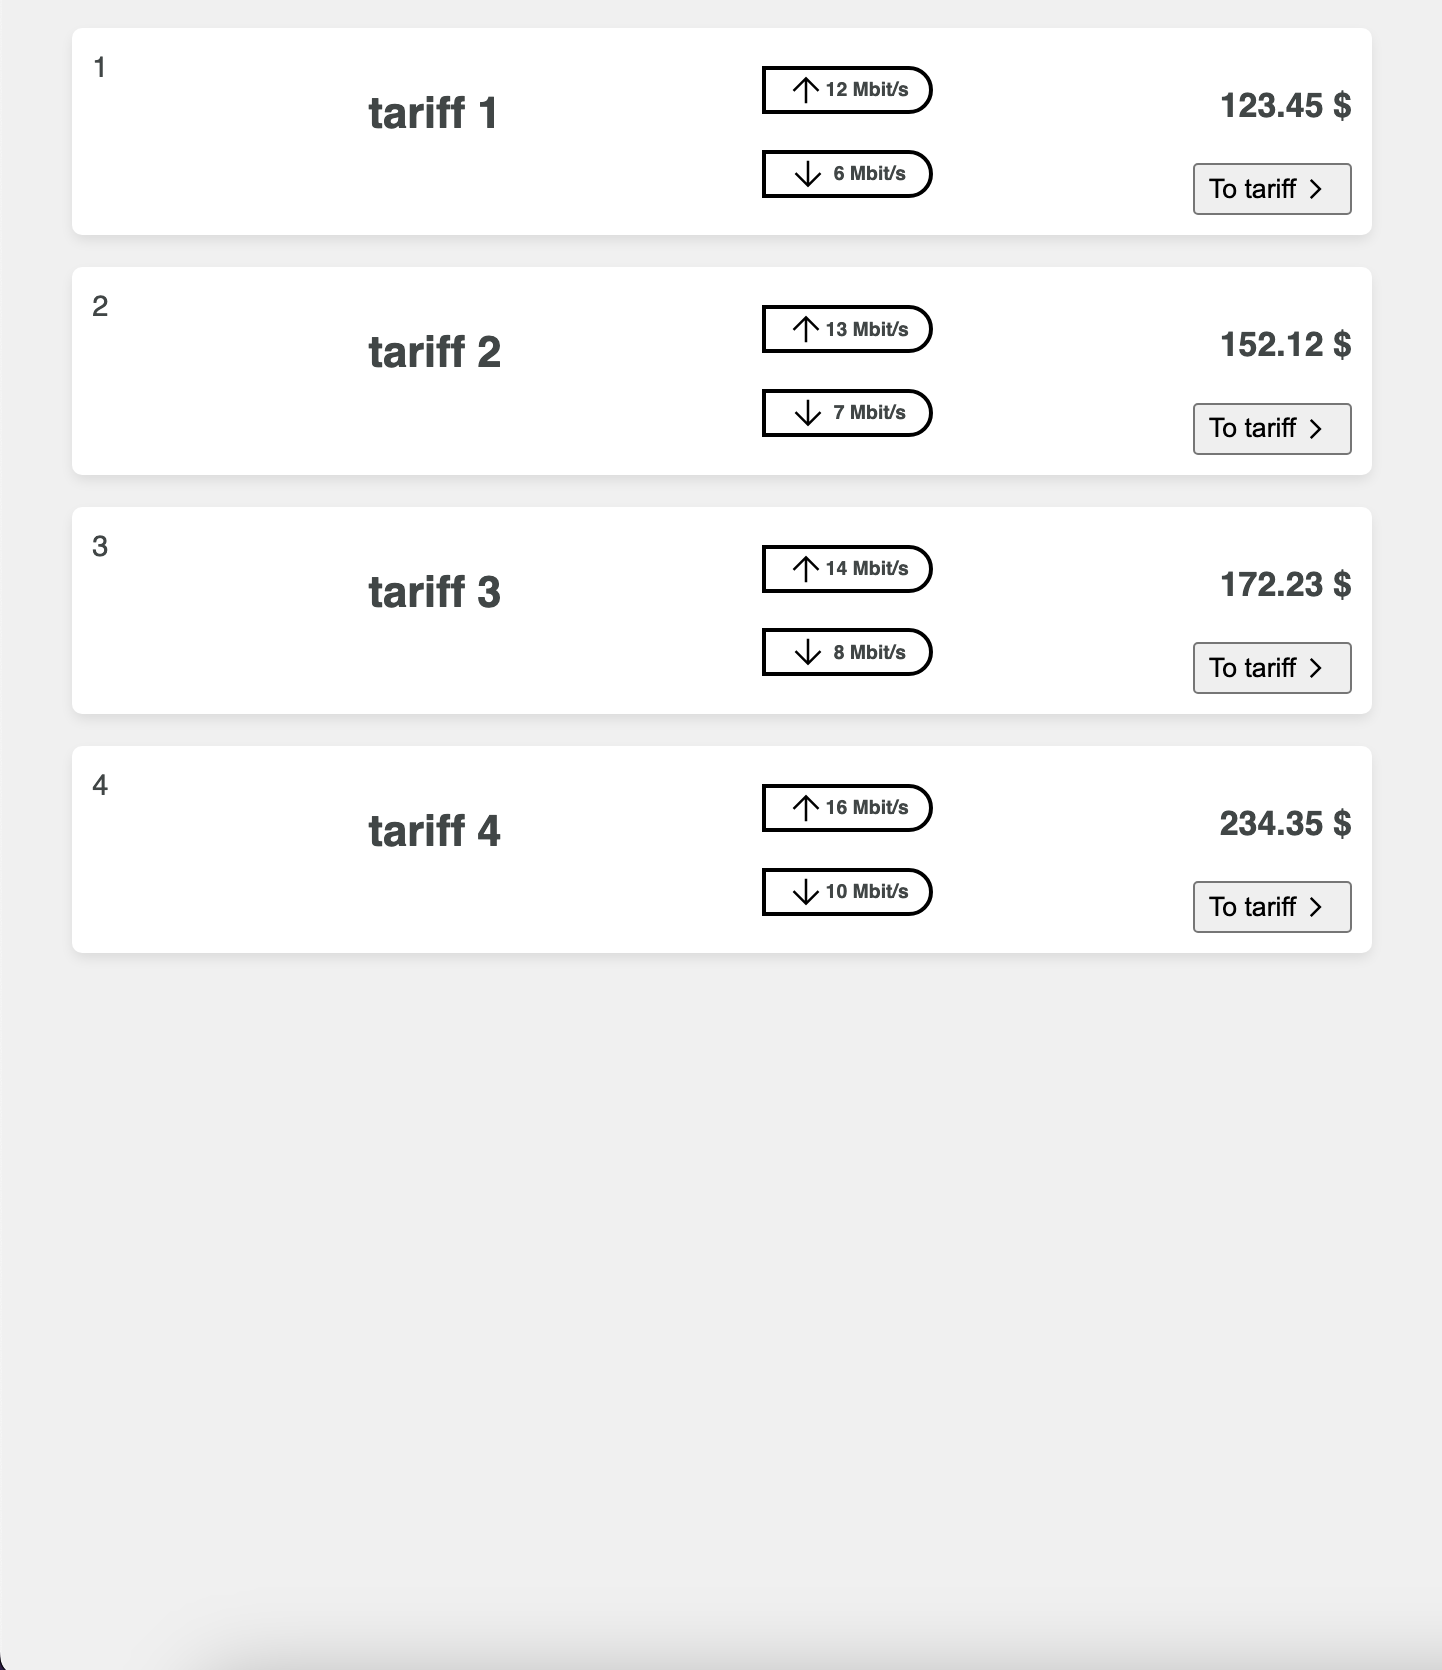 1
tariff 1
12 Mbit/s
6 Mbit/s
123.45 $
To tariff
2
tariff 2
13 Mbit/s
7 Mbit/s
152.12 $
To tariff
3
tariff 3
14 Mbit/s
8 Mbit/s
172.23 $
To tariff
4
tariff 4
16 Mbit/s
10 Mbit/s
234.35 $
To tariff